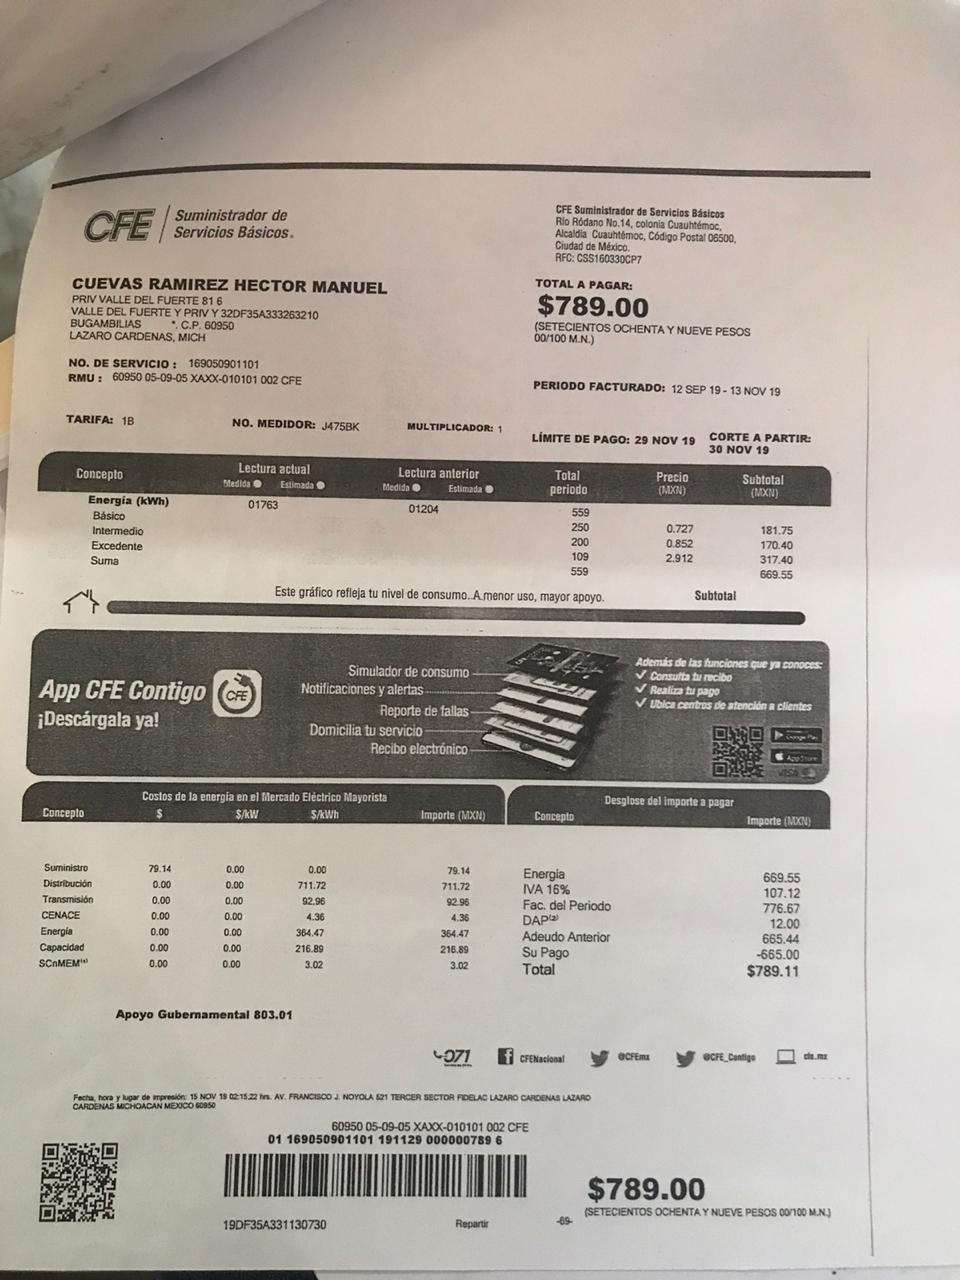 CFE Suministrador de
Servicios Básicos®
CFE Suministrador de Servicios Básicos
Río Ródano No.14, colonia Cuauhtémoc,
Alcaldía Cuauhtémoc, Código Postal 06500,
Ciudad de México.
RFC: CSS160330CP7
CUEVAS RAMIREZ HECTOR MANUEL
PRIV VALLE DEL FUERTE 81 6
VALLE DEL FUERTE Y PRIV Y 32DF35A333263210
BUGAMBILIAS *. C.P. 60950
LAZARO CARDENAS, MICH
TOTAL A PAGAR:
$789.00
(SETECIENTOS OCHENTA Y NUEVE PESOS
00/100 M.N.)
NO. DE SERVICIO : 169050901101
RMU : 60950 05-09-05 XAXX-010101 002 CFE
PERIODO FACTURADO: 12 SEP 19 - 13 NOV 19
TARIFA: 1B NO. MEDIDOR: J475BK MULTIPLICADOR: 1
LÍMITE DE PAGO: 29 NOV 19 CORTE A PARTIR:
30 NOV 19
Concepto Lectura actual Lectura anterior Total Precio Subtotal
Medida Estimada Medida Estimada periodo (MXN) (MXN)
Energía (kWh) 01763 01204 559
Básico 250 0.727 181.75
Intermedio 200 0.852 170.40
Excedente 109 2.912 317.40
Suma 559 669.55
Este gráfico refleja tu nivel de consumo..A menor uso, mayor apoyo. Subtotal
App CFE Contigo CFE
¡Descárgala ya!
Simulador de consumo
Notificaciones y alertas
Reporte de fallas
Domicilia tu servicio
Recibo electrónico
Además de las funciones que ya conoces:
✓ Consulta tu recibo
✓ Realiza tu pago
✓ Ubica centros de atención a clientes
Google Play
App Store
VISA
Costos de la energía en el Mercado Eléctrico Mayorista
Concepto $ $/kW $/kWh Importe (MXN)
Suministro 79.14 0.00 0.00 79.14
Distribución 0.00 0.00 711.72 711.72
Transmisión 0.00 0.00 92.96 92.96
CENACE 0.00 0.00 4.36 4.36
Energía 0.00 0.00 364.47 364.47
Capacidad 0.00 0.00 216.89 216.89
SCnMEM 0.00 0.00 3.02 3.02
Desglose del importe a pagar
Concepto Importe (MXN)
Energía 669.55
IVA 16% 107.12
Fac. del Periodo 776.67
DAP(2) 12.00
Adeudo Anterior 665.44
Su Pago -665.00
Total $789.11
Apoyo Gubernamental 803.01
071 CFENacional @CFEmx @CFE_Contigo cfe.mx
Fecha, hora y lugar de impresión: 15 NOV 19 02:15:22 hrs. AV. FRANCISCO J. NOYOLA 521 TERCER SECTOR FIDELAC LAZARO CARDENAS LAZARO
CARDENAS MICHOACAN MEXICO 60950
60950 05-09-05 XAXX-010101 002 CFE
01 169050901101 191129 000000789 6
$789.00
(SETECIENTOS OCHENTA Y NUEVE PESOS 00/100 M.N.)
19DF35A331130730 Repartir -69-